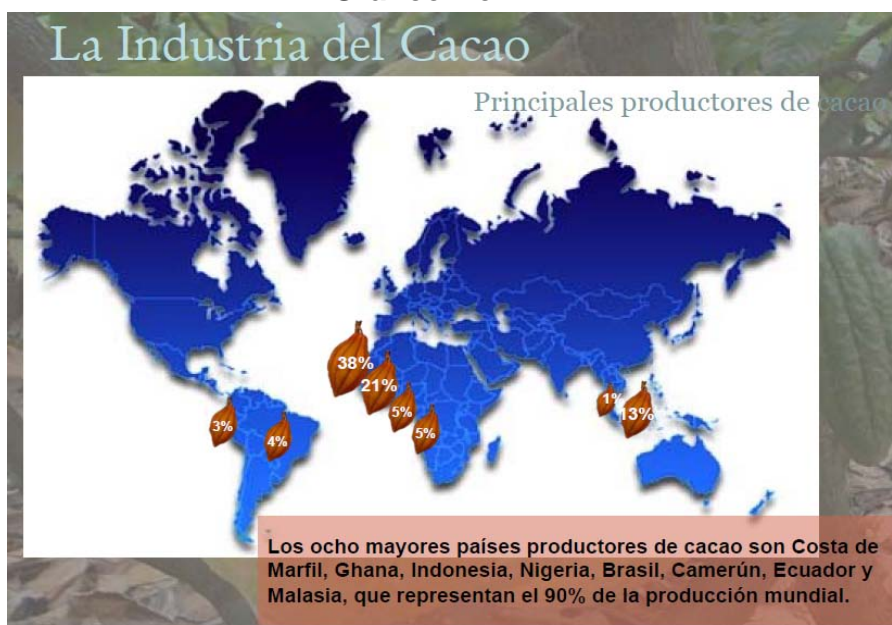 La Industria del Cacao
Principales productores de cacao
38%
21%
5%
5%
3%
4%
1%
13%
Los ocho mayores países productores de cacao son Costa de
Marfil, Ghana, Indonesia, Nigeria, Brasil, Camerún, Ecuador y
Malasia, que representan el 90% de la producción mundial.